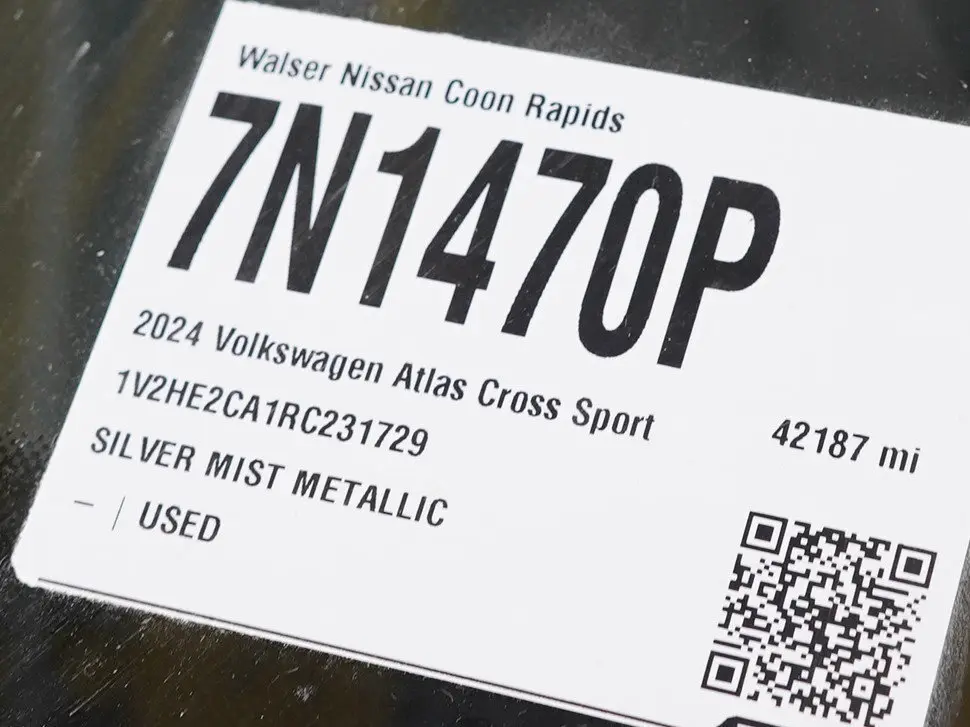 Walser Nissan Coon Rapids
7N1470P
2024 Volkswagen Atlas Cross Sport
42187 mi
1V2HE2CA1RC231729
SILVER MIST METALLIC
– | USED